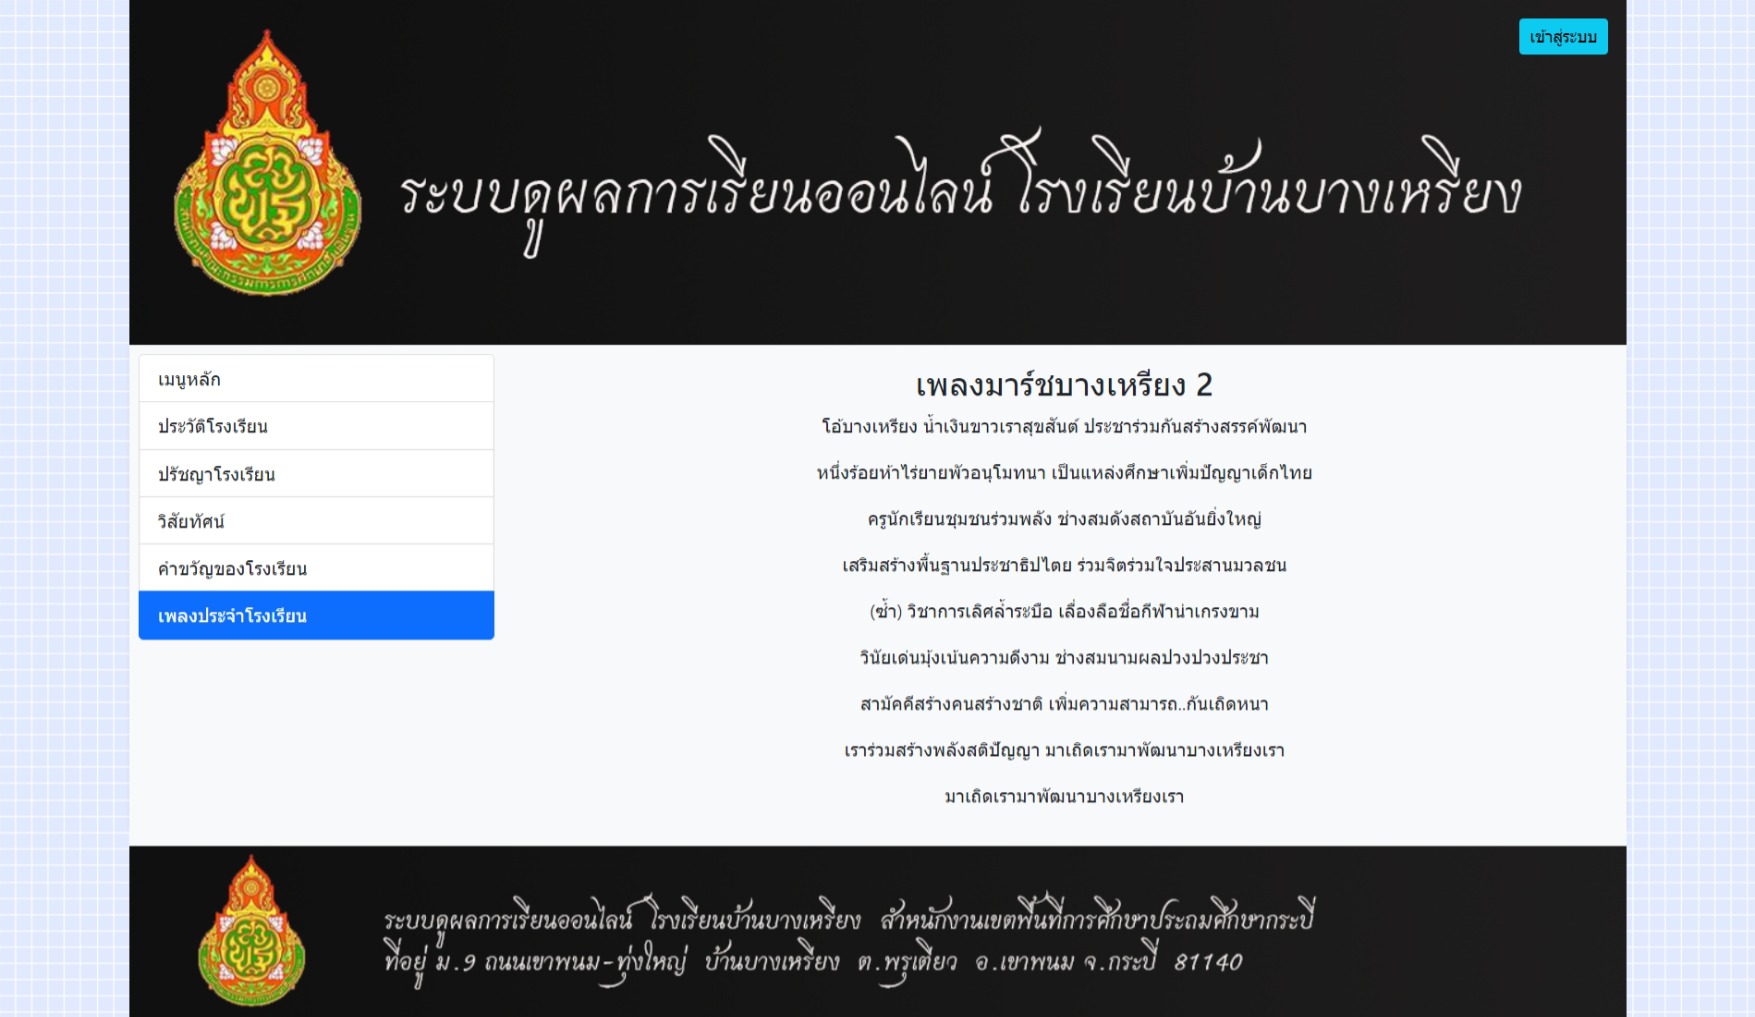 เข้าสู่ระบบ
ระบบดูผลการเรียนออนไลน์ โรงเรียนบ้านบางเหรียง
เมนูหลัก
ประวัติโรงเรียน
ปรัชญาโรงเรียน
วิสัยทัศน์
คำขวัญของโรงเรียน
เพลงประจำโรงเรียน
เพลงมาร์ชบางเหรียง 2
โอ้บางเหรียง น้ำเงินขาวเราสุขสันต์ ประชาร่วมกันสร้างสรรค์พัฒนา
หนึ่งร้อยห้าไร่ยายพัวอนุโมทนา เป็นแหล่งศึกษาเพิ่มปัญญาเด็กไทย
ครูนักเรียนชุมชนร่วมพลัง ช่างสมดังสถาบันอันยิ่งใหญ่
เสริมสร้างพื้นฐานประชาธิปไตย ร่วมจิตร่วมใจประสานมวลชน
(ซ้ำ) วิชาการเลิศล้ำระบือ เลื่องลือชื่อกีฬาน่าเกรงขาม
วินัยเด่นมุ้งเน้นความดีงาม ช่างสมนามผลปวงปวงประชา
สามัคคีสร้างคนสร้างชาติ เพิ่มความสามารถ..กันเถิดหนา
เราร่วมสร้างพลังสติปัญญา มาเถิดเรามาพัฒนาบางเหรียงเรา
มาเถิดเรามาพัฒนาบางเหรียงเรา
ระบบดูผลการเรียนออนไลน์ โรงเรียนบ้านบางเหรียง สำหนักงานเขตพื้นที่การศึกษาประถมศึกษากระบี่
ที่อยู่ ม.9 ถนนเขาพนม-ทุ่งใหญ่ บ้านบางเหรียง ต.พรุเตียว อ.เขาพนม จ.กระบี่ 81140